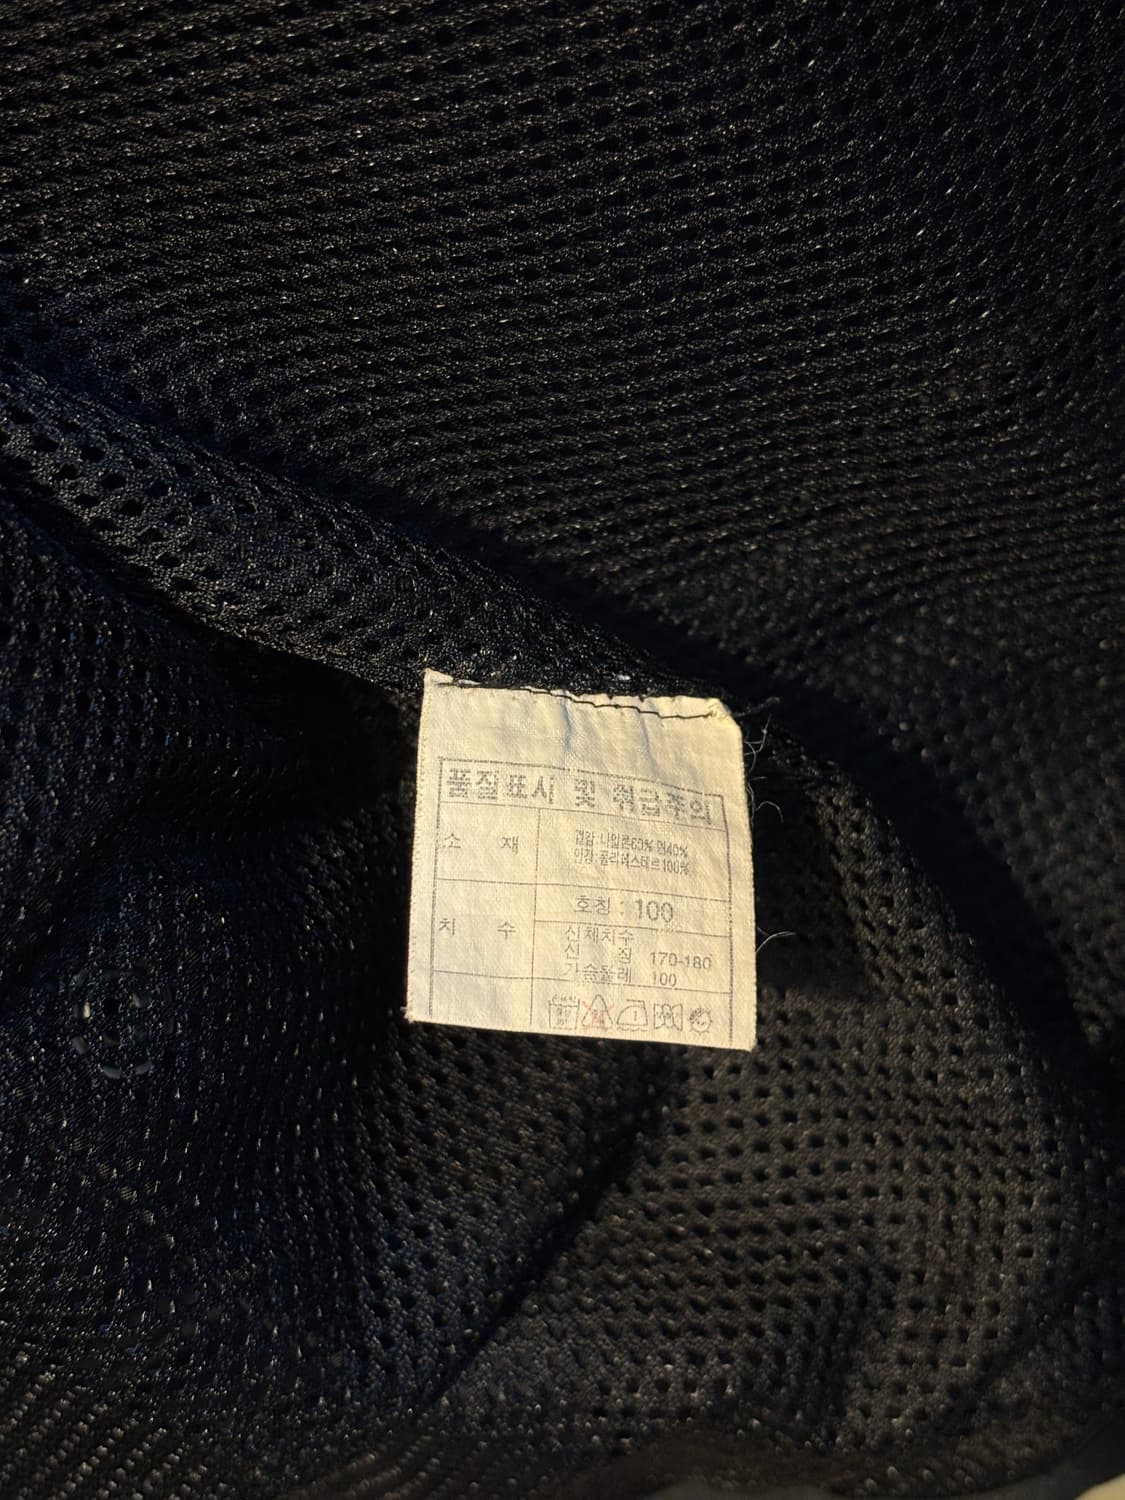 품질표시 및 취급주의
소 재
겉감:나일론60% 면40%
안감:폴리에스테르100%
치 수
호칭 : 100
신체치수
신 장 170-180
가슴둘레 100